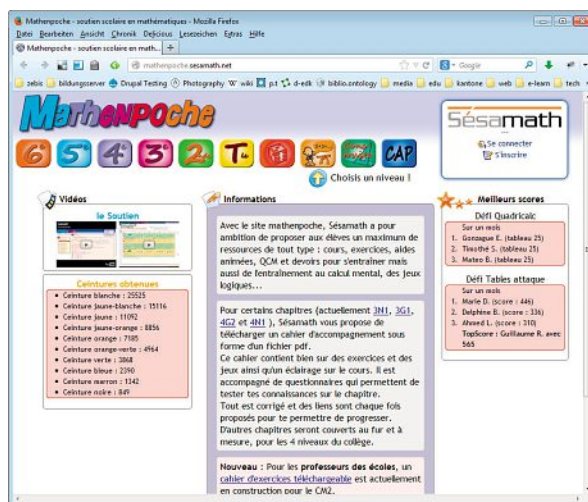 Mathenpoche - soutien scolaire en mathématiques - Mozilla Firefox
Datei Bearbeiten Ansicht Chronik Delicious Lesezeichen Extras Hilfe
Mathenpoche - soutien scolaire en math... +
mathenpoche.sesamath.net
Google
zebis bildungsserver Drupal Testing Photography wiki p.t d-edk biblio.ontology media edu kantone web e-learn tech
MATHENPOCHE
Sésamath
Se connecter
S'inscrire
6e 5e 4e 3e 2de CAP
Choisis un niveau !
Vidéos
le Soutien
Ceintures obtenues
Ceinture blanche : 25525
Ceinture jaune-blanche : 15116
Ceinture jaune : 11092
Ceinture jaune-orange : 8856
Ceinture orange : 7185
Ceinture orange-verte : 4964
Ceinture verte : 3868
Ceinture bleue : 2390
Ceinture marron : 1342
Ceinture noire : 849
Informations
Avec le site mathenpoche, Sésamath a pour
ambition de proposer aux élèves un maximum de
ressources de tout type : cours, exercices, aides
animées, QCM et devoirs pour s'entraîner mais
aussi de l'entraînement au calcul mental, des jeux
logiques...
Pour certains chapitres (actuellement 3N1, 3G1,
4G2 et 4N1 ), Sésamath vous propose de
télécharger un cahier d'accompagnement sous
forme d'un fichier pdf.
Ce cahier contient bien sur des exercices et des
jeux ainsi qu'un éclairage sur le cours. Il est
accompagné de questionnaires qui permettent de
tester tes connaissances sur le chapitre.
Tout est corrigé et des liens sont chaque fois
proposés pour te permettre de progresser.
D'autres chapitres seront couverts au fur et à
mesure, pour les 4 niveaux du collège.
Nouveau : Pour les professeurs des écoles, un
cahier d'exercices téléchargeable est actuellement
en construction pour le CM2.
Meilleurs scores
Défi Quadricalc
Sur un mois
1. Gonzague E. (tableau 25)
2. Timothé S. (tableau 25)
3. Mateo B. (tableau 25)
Défi Tables attaque
Sur un mois
1. Marie D. (score : 446)
2. Delphine B. (score : 336)
3. Ahmed L. (score : 310)
TopScore : Guillaume R. avec
565